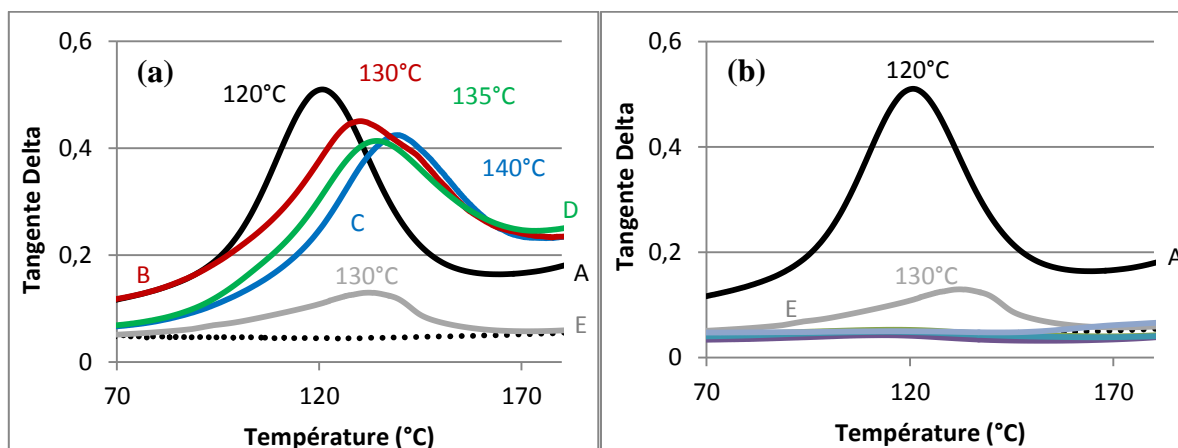 (a)
0,6
0,4
0,2
0
70
120
170
Tangente Delta
Température (°C)
120°C
130°C
135°C
140°C
130°C
A
B
C
D
E
(b)
0,6
0,4
0,2
0
70
120
170
Tangente Delta
Température (°C)
120°C
130°C
A
E